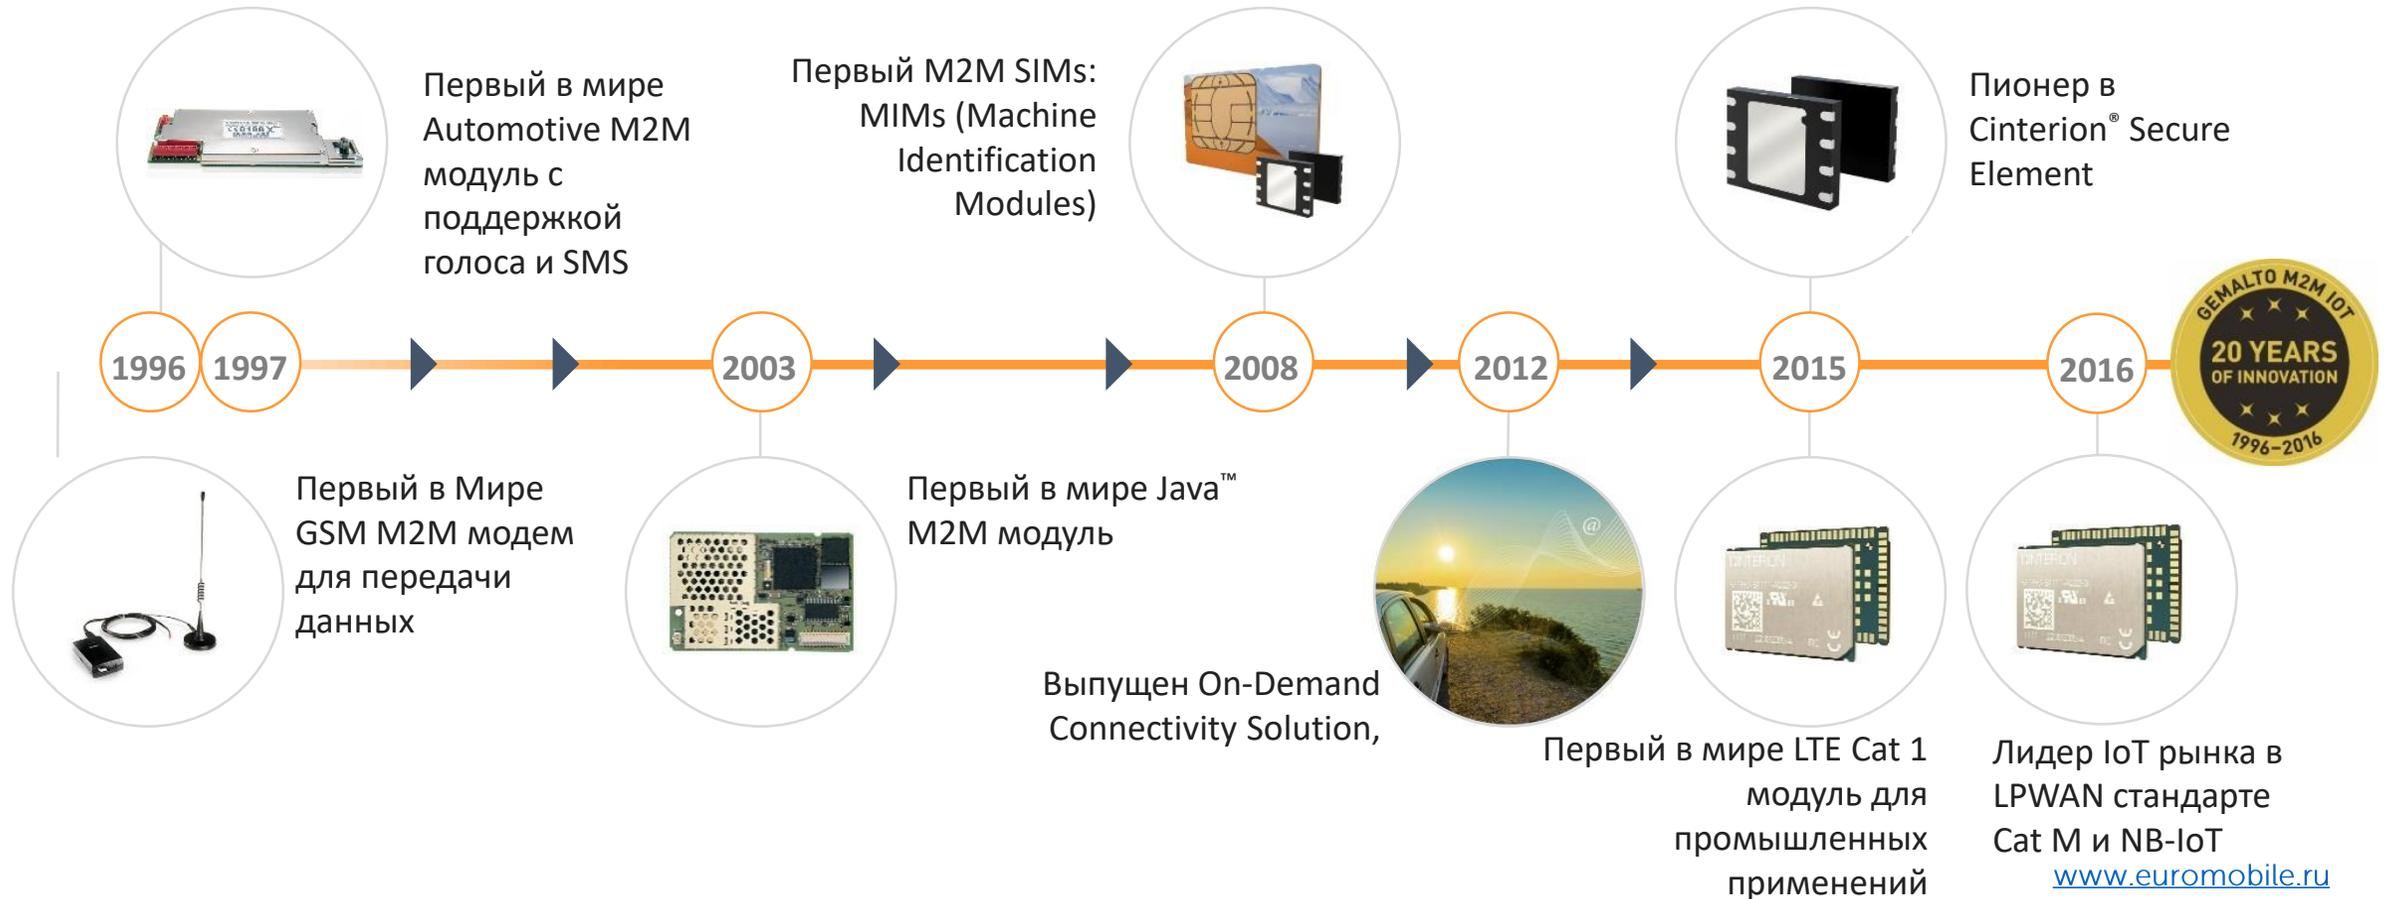 Первый в мире
Automotive M2M
модуль с
поддержкой
голоса и SMS
Первый M2M SIMs:
MIMs (Machine
Identification
Modules)
Пионер в
Cinterion® Secure
Element
1996
1997
2003
2008
2012
2015
2016
GEMALTO M2M IOT
20 YEARS
OF INNOVATION
1996–2016
Первый в Мире
GSM M2M модем
для передачи
данных
Первый в мире Java™
M2M модуль
@
Выпущен On-Demand
Connectivity Solution,
CINTERION
Первый в мире LTE Cat 1
модуль для
промышленных
применений
CINTERION
Лидер IoT рынка в
LPWAN стандарте
Cat M и NB-IoT
www.euromobile.ru